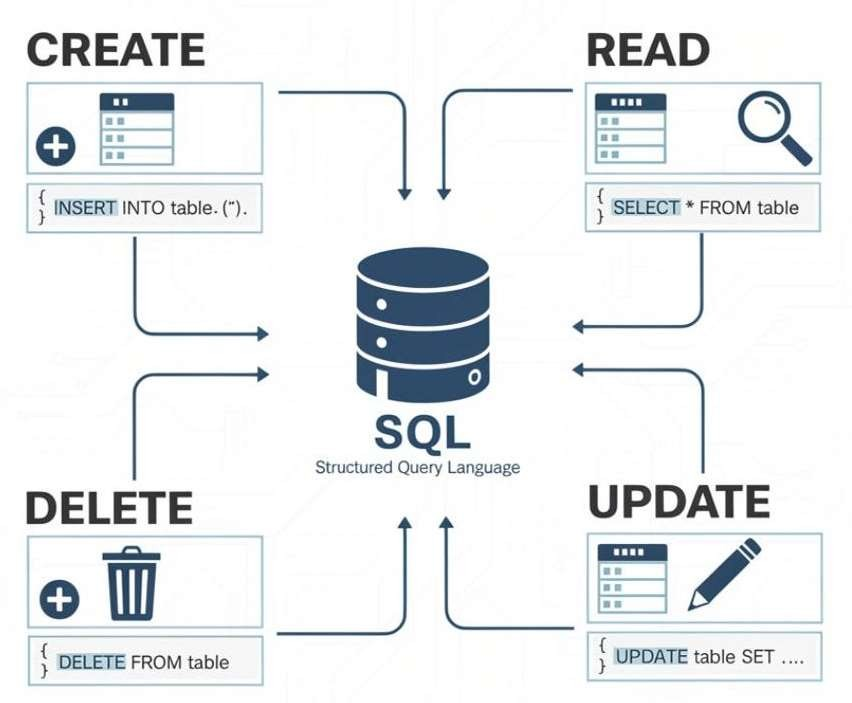 CREATE
{
} INSERT INTO table. (").
READ
{
} SELECT * FROM table
SQL
Structured Query Language
DELETE
{
} DELETE FROM table
UPDATE
{
} UPDATE table SET ....